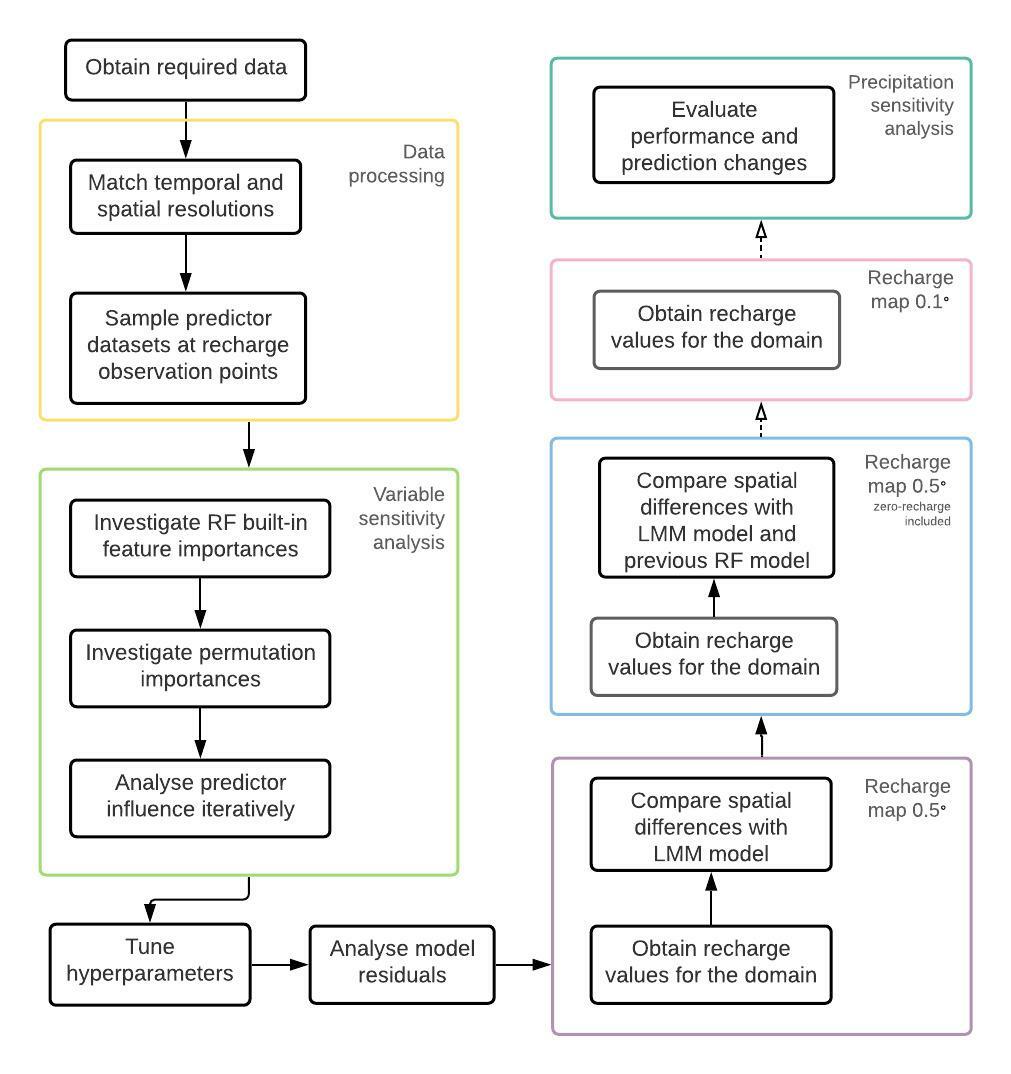 Obtain required data
Data
processing
Match temporal and
spatial resolutions
Sample predictor
datasets at recharge
observation points
Variable
sensitivity
analysis
Investigate RF built-in
feature importances
Investigate permutation
importances
Analyse predictor
influence iteratively
Tune
hyperparameters
Analyse model
residuals
Recharge
map 0.5°
Compare spatial
differences with
LMM model
Obtain recharge
values for the domain
Recharge
map 0.5°
zero-recharge
included
Compare spatial
differences with
LMM model and
previous RF model
Obtain recharge
values for the domain
Recharge
map 0.1°
Obtain recharge
values for the domain
Precipitation
sensitivity
analysis
Evaluate
performance and
prediction changes